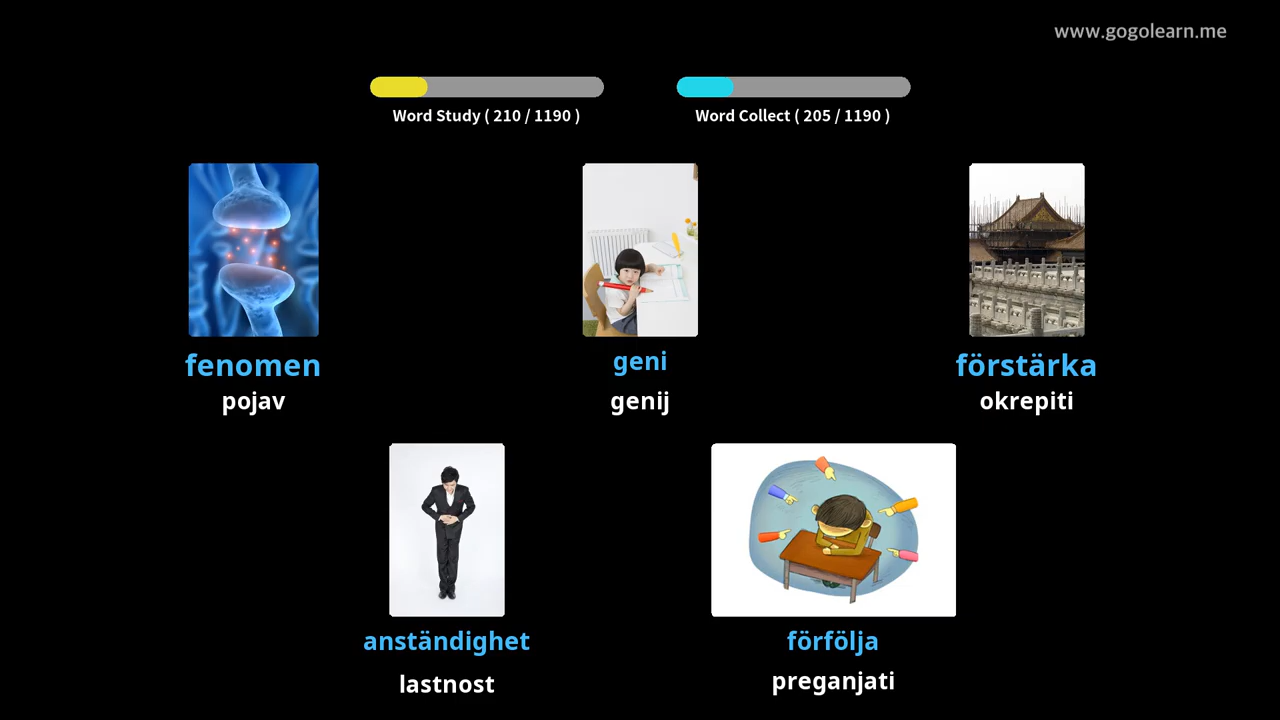 www.gogolearn.me
Word Study ( 210 / 1190 )
Word Collect ( 205 / 1190 )
fenomen
pojav
geni
genij
förstärka
okrepiti
anständighet
lastnost
förfölja
preganjati